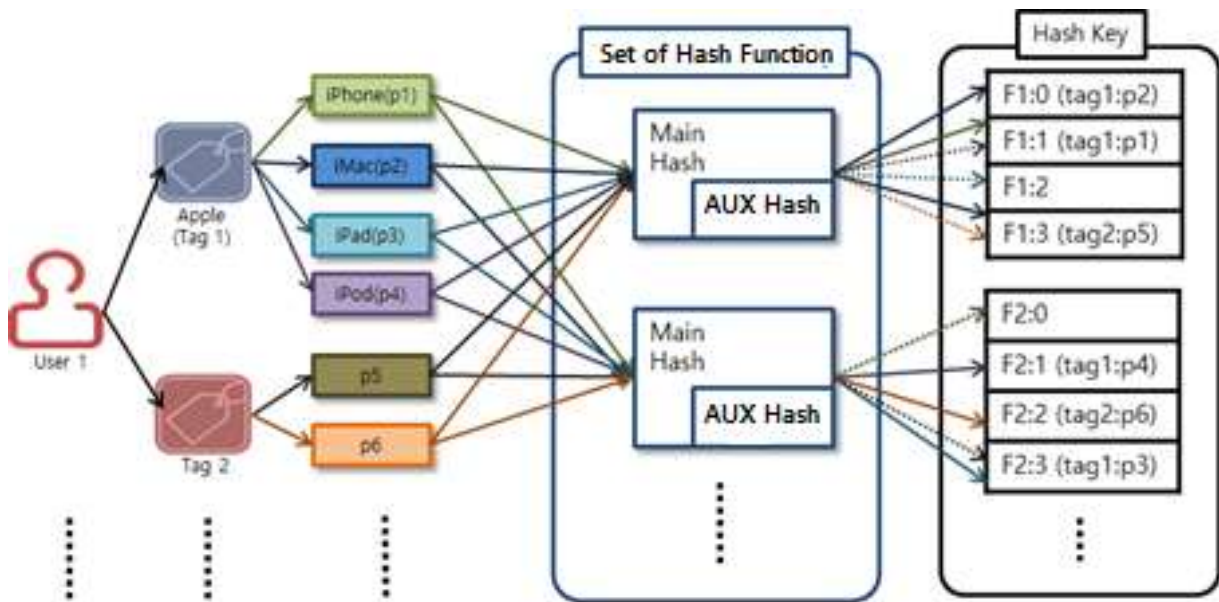 Set of Hash Function
Hash Key
iPhone(p1)
iMac(p2)
iPad(p3)
iPod(p4)
p5
p6
Apple
(Tag 1)
User 1
Tag 2
Main
Hash
AUX Hash
Main
Hash
AUX Hash
F1:0 (tag1:p2)
F1:1 (tag1:p1)
F1:2
F1:3 (tag2:p5)
F2:0
F2:1 (tag1:p4)
F2:2 (tag2:p6)
F2:3 (tag1:p3)